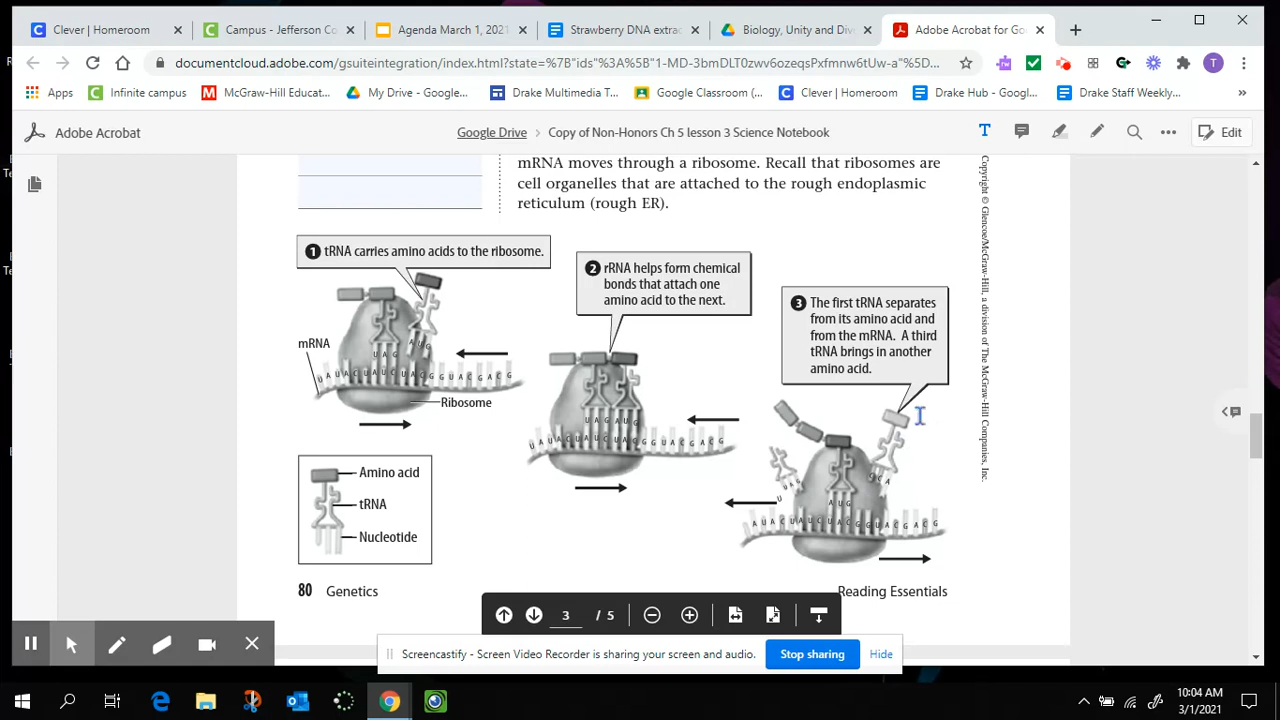 Clever | Homeroom
Campus - Jefferson Co
Agenda March 1, 2021
Strawberry DNA extrac
Biology, Unity and Div
Adobe Acrobat for Go
documentcloud.adobe.com/gsuiteintegration/index.html?state=%7B"ids"%3A%5B"1-MD-3bmDLT0zwv6ozeqsPxfmnw6tUw-a"%5D...
T
Apps
Infinite campus
McGraw-Hill Educat...
My Drive - Google...
Drake Multimedia T...
Google Classroom (...
Clever | Homeroom
Drake Hub - Googl...
Drake Staff Weekly...
»
Adobe Acrobat
Google Drive > Copy of Non-Honors Ch 5 lesson 3 Science Notebook
T
Edit
mRNA moves through a ribosome. Recall that ribosomes are
cell organelles that are attached to the rough endoplasmic
reticulum (rough ER).
Copyright © Glencoe/McGraw-Hill, a division of The McGraw-Hill Companies, Inc.
1 tRNA carries amino acids to the ribosome.
2 rRNA helps form chemical
bonds that attach one
amino acid to the next.
3 The first tRNA separates
from its amino acid and
from the mRNA. A third
tRNA brings in another
amino acid.
mRNA
U A G
A U G
U A U A C U A U C U A C G G U A C G A C G
Ribosome
U A G A U G
U A U A C U A U C U A C G G U A C G A C G
U A G
U
A U G
G C A
A U A C U A U C U A C G G U A C G A C G
Amino acid
tRNA
Nucleotide
80 Genetics
Reading Essentials
3 / 5
Screencastify - Screen Video Recorder is sharing your screen and audio.
Stop sharing
Hide
10:04 AM
3/1/2021